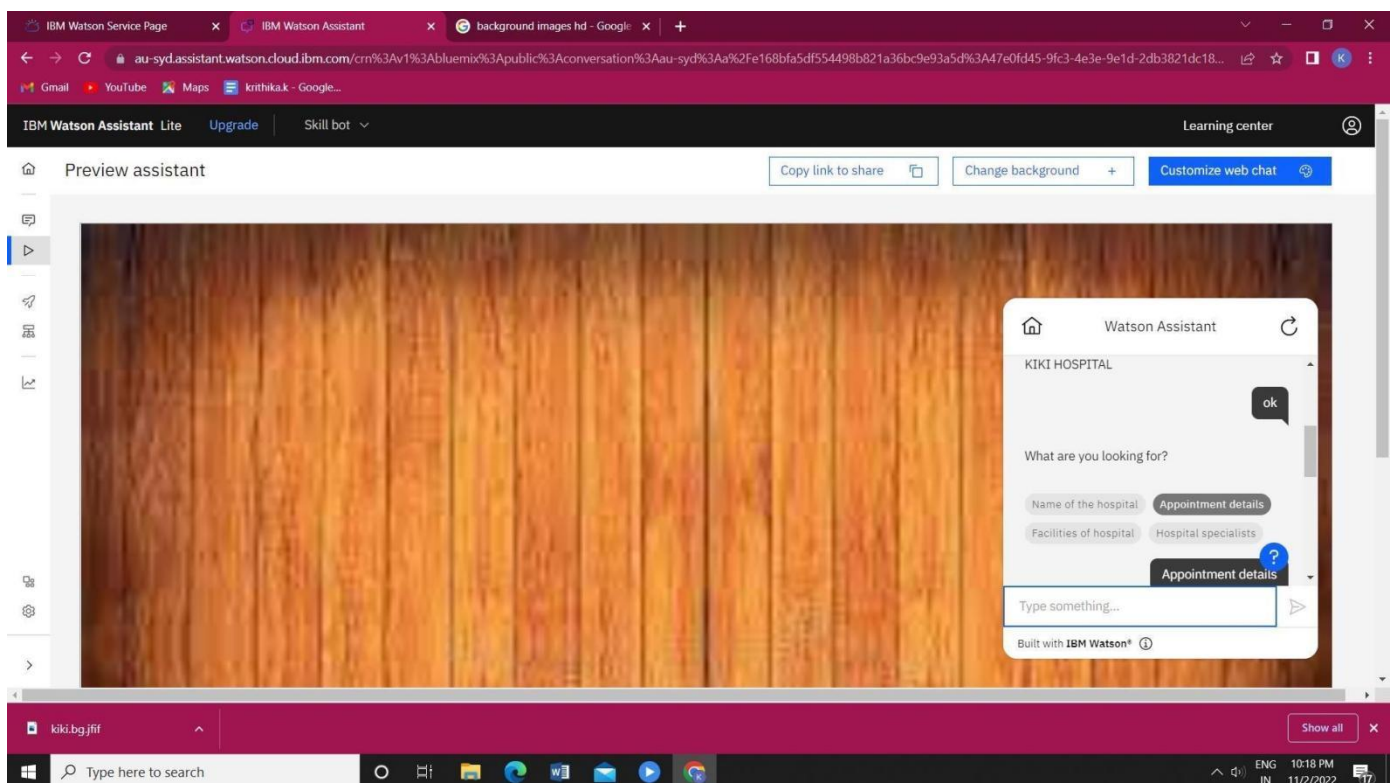 IBM Watson Service Page
IBM Watson Assistant
background images hd - Google
au-syd.assistant.watson.cloud.ibm.com/crn%3Av1%3Abluemix%3Apublic%3Aconversation%3Aau-syd%3Aa%2Fe168bfa5df554498b821a36bc9e93a5d%3A47e0fd45-9fc3-4e3e-9e1d-2db3821dc18...
K
Gmail
YouTube
Maps
krithika.k - Google...
IBM Watson Assistant Lite
Upgrade
Skill bot
Learning center
Preview assistant
Copy link to share
Change background +
Customize web chat
Watson Assistant
KIKI HOSPITAL
ok
What are you looking for?
Name of the hospital
Appointment details
Facilities of hospital
Hospital specialists
?
Appointment details
Type something...
Built with IBM Watson®
kiki.bg.jfif
Show all
Type here to search
ENG
IN
10:18 PM
11/2/2022
17